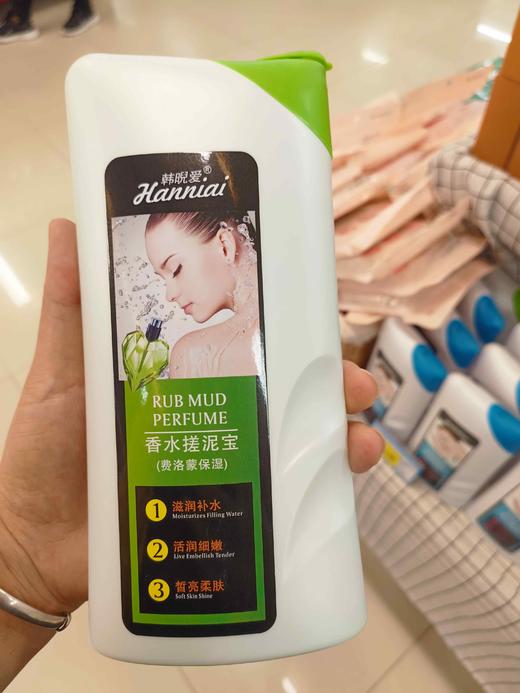 韩晲爱®
Hanniai
RUB MUD
PERFUME
香水搓泥宝
(费洛蒙保湿)
1 滋润补水
Moisturizes Filling Water
2 活润细嫩
Live Embellish Tender
3 皙亮柔肤
Soft Skin Shine